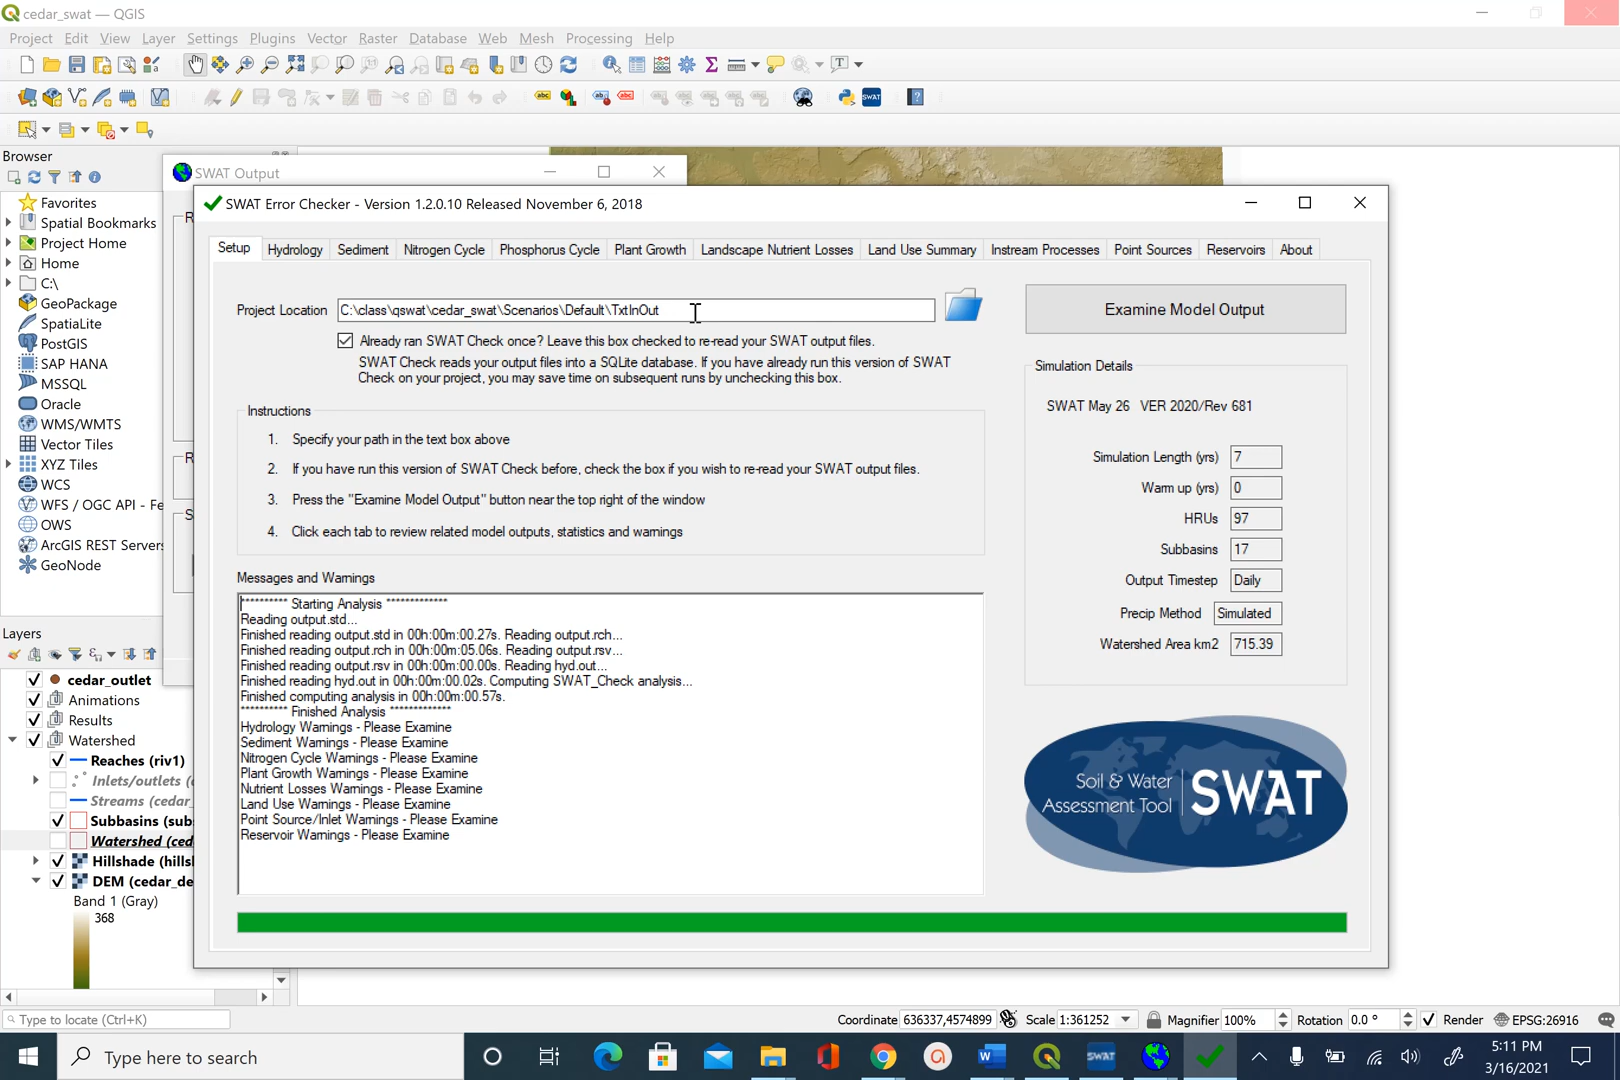 cedar_swat — QGIS
Project Edit View Layer Settings Plugins Vector Raster Database Web Mesh Processing Help
Browser
Favorites
Spatial Bookmarks
Project Home
Home
C:\
GeoPackage
SpatiaLite
PostGIS
SAP HANA
MSSQL
Oracle
WMS/WMTS
Vector Tiles
XYZ Tiles
WCS
WFS / OGC API - Fe
OWS
ArcGIS REST Servers
GeoNode
Layers
cedar_outlet
Animations
Results
Watershed
Reaches (riv1)
Inlets/outlets (
Streams (cedar_
Subbasins (sub
Watershed (ced
Hillshade (hills
DEM (cedar_de
Band 1 (Gray)
368
SWAT Output
SWAT Error Checker - Version 1.2.0.10 Released November 6, 2018
Setup Hydrology Sediment Nitrogen Cycle Phosphorus Cycle Plant Growth Landscape Nutrient Losses Land Use Summary Instream Processes Point Sources Reservoirs About
Project Location C:\class\qswat\cedar_swat\Scenarios\Default\TxtInOut
Already ran SWAT Check once? Leave this box checked to re-read your SWAT output files.
SWAT Check reads your output files into a SQLite database. If you have already run this version of SWAT
Check on your project, you may save time on subsequent runs by unchecking this box.
Instructions
1. Specify your path in the text box above
2. If you have run this version of SWAT Check before, check the box if you wish to re-read your SWAT output files.
3. Press the "Examine Model Output" button near the top right of the window
4. Click each tab to review related model outputs, statistics and warnings
Messages and Warnings
********** Starting Analysis *************
Reading output.std...
Finished reading output.std in 00h:00m:00.27s. Reading output.rch...
Finished reading output.rch in 00h:00m:05.06s. Reading output.rsv...
Finished reading output.rsv in 00h:00m:00.00s. Reading hyd.out...
Finished reading hyd.out in 00h:00m:00.02s. Computing SWAT_Check analysis...
Finished computing analysis in 00h:00m:00.57s.
********** Finished Analysis *************
Hydrology Warnings - Please Examine
Sediment Warnings - Please Examine
Nitrogen Cycle Warnings - Please Examine
Plant Growth Warnings - Please Examine
Nutrient Losses Warnings - Please Examine
Land Use Warnings - Please Examine
Point Source/Inlet Warnings - Please Examine
Reservoir Warnings - Please Examine
Examine Model Output
Simulation Details
SWAT May 26 VER 2020/Rev 681
Simulation Length (yrs) 7
Warm up (yrs) 0
HRUs 97
Subbasins 17
Output Timestep Daily
Precip Method Simulated
Watershed Area km2 715.39
Soil & Water
Assessment Tool
SWAT
Type to locate (Ctrl+K)
Coordinate 636337,4574899 Scale 1:361252 Magnifier 100% Rotation 0.0 ° Render EPSG:26916
Type here to search
SWAT
5:11 PM
3/16/2021